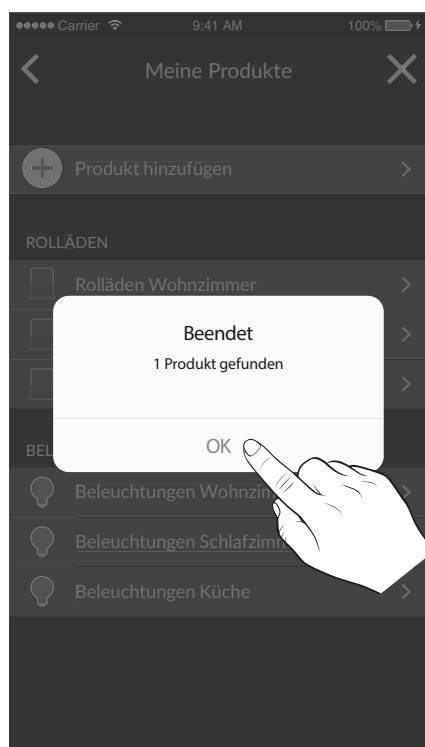 Carrier 9:41 AM 100%
Meine Produkte
Produkt hinzufügen
ROLLÄDEN
Rolläden Wohnzimmer
Beendet
1 Produkt gefunden
OK
BEL
Beleuchtungen Wohnzim
Beleuchtungen Schlafzimm
Beleuchtungen Küche